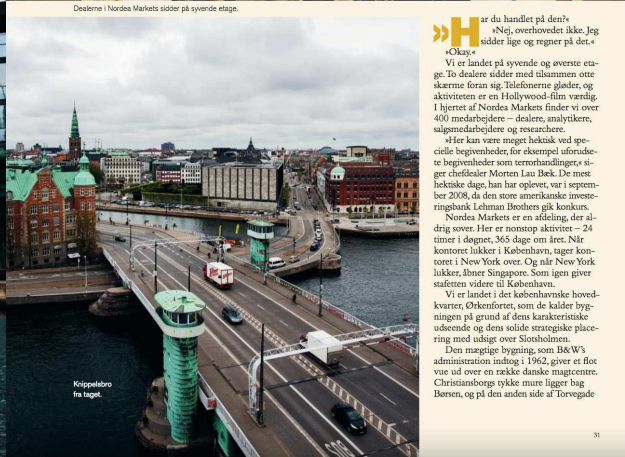 Dealerne i Nordea Markets sidder på syvende etage.
Knippelsbro
fra taget.
»Har du handlet på den?«
»Nej, overhovedet ikke. Jeg
sidder lige og regner på det.«
»Okay.«
Vi er landet på syvende og øverste eta-
ge. To dealere sidder med tilsammen otte
skærme foran sig. Telefonerne gløder, og
aktiviteten er en Hollywood-film værdig.
I hjertet af Nordea Markets finder vi over
400 medarbejdere – dealere, analytikere,
salgsmedarbejdere og researchere.
»Her kan være meget hektisk ved spe-
cielle begivenheder, for eksempel uforudse-
te begivenheder som terrorhandlinger,« si-
ger chefdealer Morten Lau Bæk. De mest
hektiske dage, han har oplevet, var i septem-
ber 2008, da den store amerikanske investe-
ringsbank Lehman Brothers gik konkurs.
Nordea Markets er en afdeling, der al-
drig sover. Her er nonstop aktivitet – 24
timer i døgnet, 365 dage om året. Når
kontoret lukker i København, tager kon-
toret i New York over. Og når New York
lukker, åbner Singapore. Som igen giver
stafetten videre til København.
Vi er landet i det københavnske hoved-
kvarter, Ørkenfortet, som de kalder byg-
ningen på grund af dens karakteristiske
udseende og dens solide strategiske place-
ring med udsigt over Slotsholmen.
Den mægtige bygning, som B&W's
administration indtog i 1962, giver et flot
vue ud over en række danske magtcentre.
Christiansborgs tykke mure ligger bag
Børsen, og på den anden side af Torvegade
31